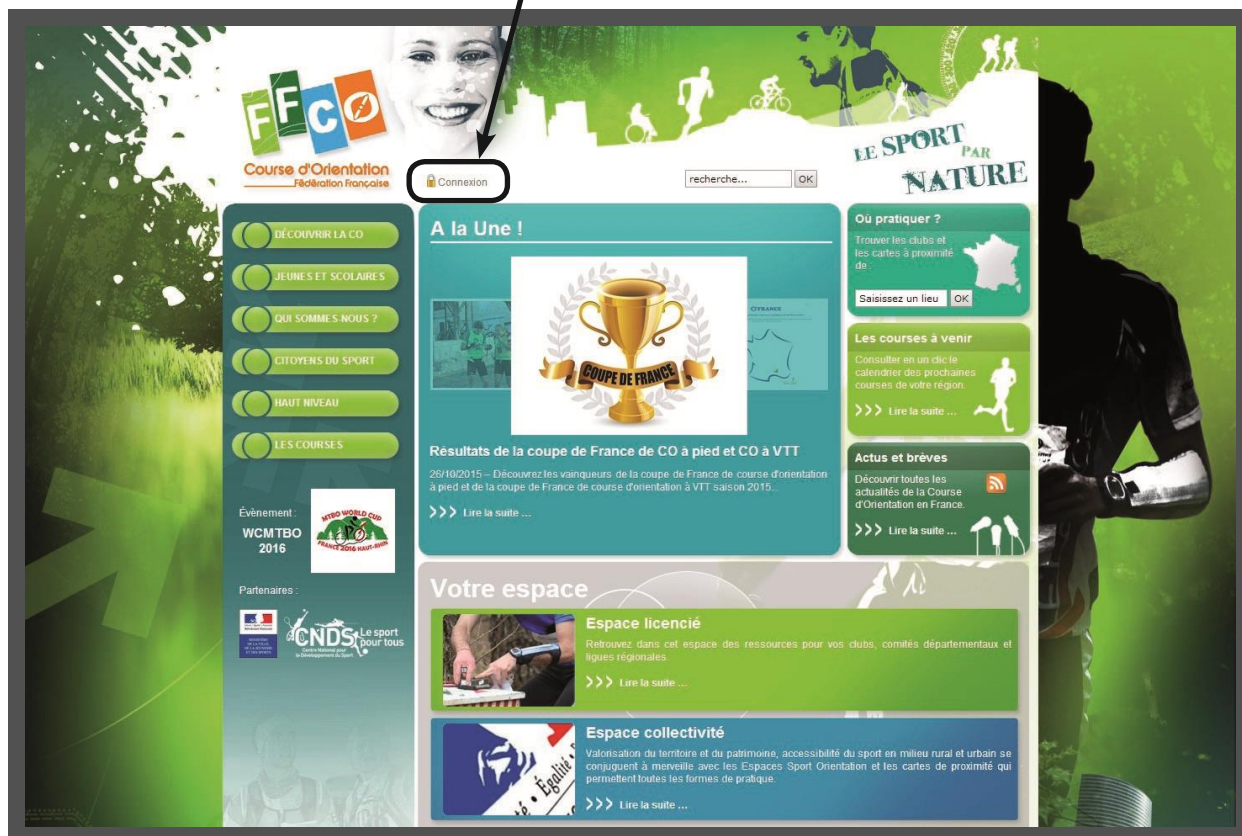 FFCO
Course d'Orientation
Fédération Française
Connexion
recherche...
OK
LE SPORT
PAR
NATURE
DÉCOUVRIR LA CO
JEUNES ET SCOLAIRES
QUI SOMMES-NOUS ?
CITOYENS DU SPORT
HAUT NIVEAU
LES COURSES
Évènement :
WCMTBO
2016
MTBO WORLD CUP
FRANCE 2016 HAUT-RHIN
Partenaires :
CNDS
Le sport
pour tous
Centre National pour
le Développement du Sport
A la Une !
CFFRANCE
COUPE DE FRANCE
Résultats de la coupe de France de CO à pied et CO à VTT
26/10/2015 – Découvrez les vainqueurs de la coupe de France de course d'orientation
à pied et de la coupe de France de course d'orientation à VTT saison 2015...
>>> Lire la suite ...
Où pratiquer ?
Trouver les clubs et
les cartes à proximité
de...
Saisissez un lieu
OK
Les courses à venir
Consulter en un clic le
calendrier des prochaines
courses de votre région.
>>> Lire la suite ...
Actus et brèves
Découvrir toutes les
actualités de la Course
d'Orientation en France.
>>> Lire la suite ...
Votre espace
Espace licencié
Retrouvez dans cet espace des ressources pour vos clubs, comités départementaux et
ligues régionales.
>>> Lire la suite ...
Espace collectivité
Valorisation du territoire et du patrimoine, accessibilité du sport en milieu rural et urbain se
conjuguent à merveille avec les Espaces Sport Orientation et les cartes de proximité qui
permettent toutes les formes de pratique.
>>> Lire la suite ...
té • Égalité •